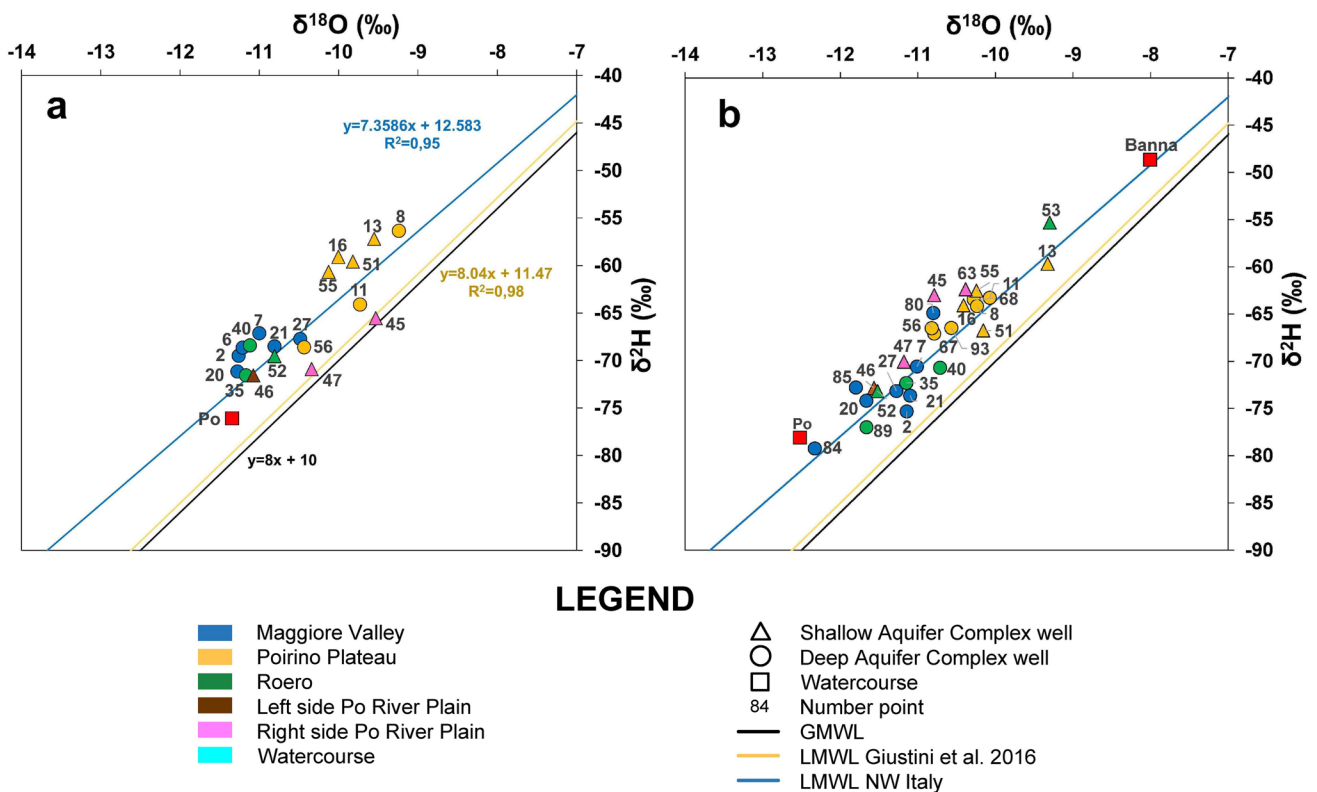 δ¹⁸O (‰)
-14 -13 -12 -11 -10 -9 -8 -7
a
-40
-45
-50
-55
-60
-65
-70
-75
-80
-85
-90
δ²H (‰)
y=7.3586x + 12.583
R²=0,95
y=8.04x + 11.47
R²=0,98
y=8x + 10
8
13
16
51
55
11
45
7
40
6
21
27
2
56
52
47
20
35
46
Po
δ¹⁸O (‰)
-14 -13 -12 -11 -10 -9 -8 -7
b
-40
-45
-50
-55
-60
-65
-70
-75
-80
-85
-90
δ²H (‰)
Banna
53
13
45
63
55
11
80
68
56
16
8
51
47
7
67
93
27
85
46
40
35
20
52
21
89
2
Po
84
LEGEND
Maggiore Valley
Poirino Plateau
Roero
Left side Po River Plain
Right side Po River Plain
Watercourse
Shallow Aquifer Complex well
Deep Aquifer Complex well
Watercourse
84 Number point
GMWL
LMWL Giustini et al. 2016
LMWL NW Italy